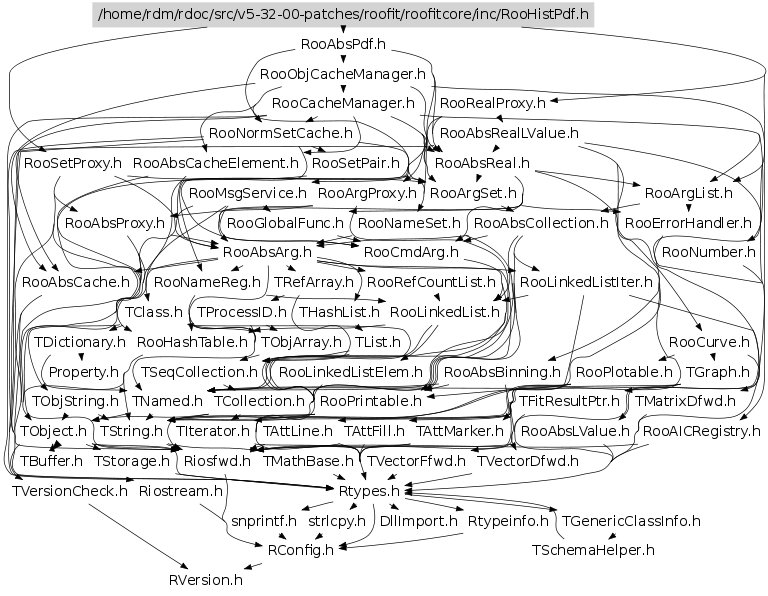 /home/rdm/rdoc/src/v5-32-00-patches/roofit/roofitcore/inc/RooHistPdf.h
RooAbsPdf.h
RooObjCacheManager.h
RooCacheManager.h RooRealProxy.h
RooNormSetCache.h RooAbsRealLValue.h
RooSetProxy.h RooAbsCacheElement.h RooSetPair.h RooAbsReal.h
RooMsgService.h RooArgProxy.h RooArgSet.h RooArgList.h
RooAbsProxy.h RooGlobalFunc.h RooNameSet.h RooAbsCollection.h RooErrorHandler.h
RooAbsArg.h RooCmdArg.h RooNumber.h
RooAbsCache.h RooNameReg.h TRefArray.h RooRefCountList.h RooLinkedListIter.h
TClass.h TProcessID.h THashList.h RooLinkedList.h
TDictionary.h RooHashTable.h TObjArray.h TList.h RooCurve.h
Property.h TSeqCollection.h RooLinkedListElem.h RooAbsBinning.h RooPlotable.h TGraph.h
TObjString.h TNamed.h TCollection.h RooPrintable.h TFitResultPtr.h TMatrixDfwd.h
TObject.h TString.h TIterator.h TAttLine.h TAttFill.h TAttMarker.h RooAbsLValue.h RooAICRegistry.h
TBuffer.h TStorage.h Riosfwd.h TMathBase.h TVectorFfwd.h TVectorDfwd.h
TVersionCheck.h Riostream.h Rtypes.h
snprintf.h strlcpy.h DllImport.h Rtypeinfo.h TGenericClassInfo.h
RConfig.h TSchemaHelper.h
RVersion.h